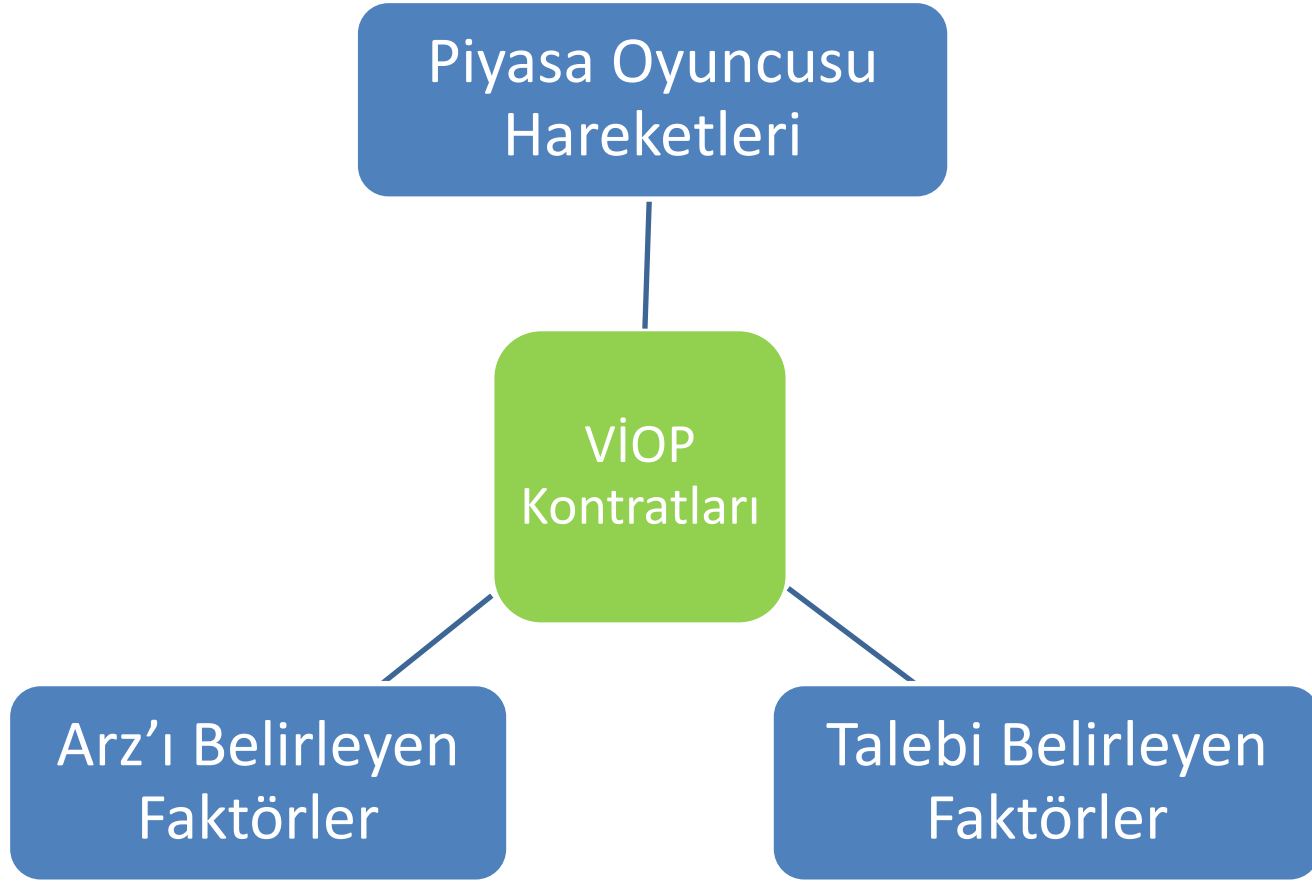 Piyasa Oyuncusu
Hareketleri
VİOP
Kontratları
Arz’ı Belirleyen
Faktörler
Talebi Belirleyen
Faktörler